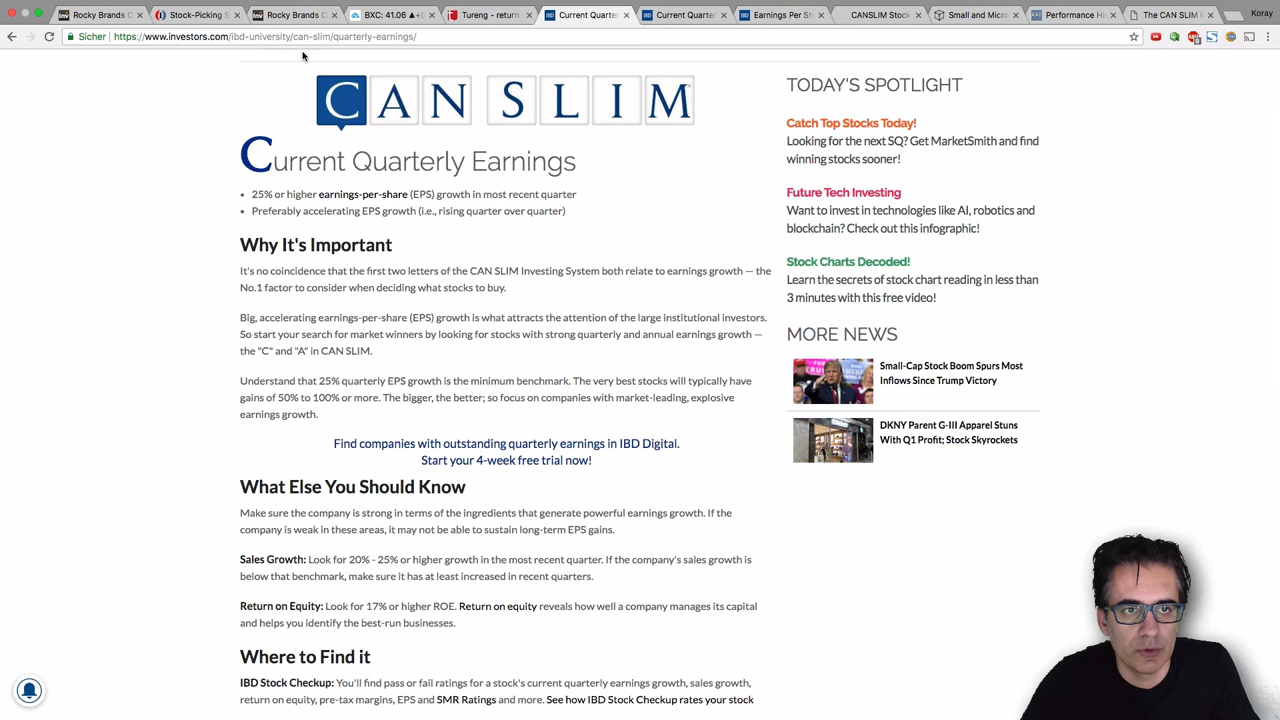 Rocky Brands C
Stock-Picking S
Rocky Brands C
BXC: 41.06
Tureng - return
Current Quarte
Current Quarte
Earnings Per Sh
CANSLIM Stock
Small and Micro
Performance Hi
The CAN SLIM
Koray
Sicher | https://www.investors.com/ibd-university/can-slim/quarterly-earnings/
CAN SLIM
Current Quarterly Earnings
• 25% or higher earnings-per-share (EPS) growth in most recent quarter
• Preferably accelerating EPS growth (i.e., rising quarter over quarter)
Why It's Important
It's no coincidence that the first two letters of the CAN SLIM Investing System both relate to earnings growth — the
No.1 factor to consider when deciding what stocks to buy.
Big, accelerating earnings-per-share (EPS) growth is what attracts the attention of the large institutional investors.
So start your search for market winners by looking for stocks with strong quarterly and annual earnings growth —
the "C" and "A" in CAN SLIM.
Understand that 25% quarterly EPS growth is the minimum benchmark. The very best stocks will typically have
gains of 50% to 100% or more. The bigger, the better; so focus on companies with market-leading, explosive
earnings growth.
Find companies with outstanding quarterly earnings in IBD Digital.
Start your 4-week free trial now!
What Else You Should Know
Make sure the company is strong in terms of the ingredients that generate powerful earnings growth. If the
company is weak in these areas, it may not be able to sustain long-term EPS gains.
Sales Growth: Look for 20% - 25% or higher growth in the most recent quarter. If the company's sales growth is
below that benchmark, make sure it has at least increased in recent quarters.
Return on Equity: Look for 17% or higher ROE. Return on equity reveals how well a company manages its capital
and helps you identify the best-run businesses.
Where to Find it
IBD Stock Checkup: You'll find pass or fail ratings for a stock's current quarterly earnings growth, sales growth,
return on equity, pre-tax margins, EPS and SMR Ratings and more. See how IBD Stock Checkup rates your stock
TODAY'S SPOTLIGHT
Catch Top Stocks Today!
Looking for the next SQ? Get MarketSmith and find
winning stocks sooner!
Future Tech Investing
Want to invest in technologies like AI, robotics and
blockchain? Check out this infographic!
Stock Charts Decoded!
Learn the secrets of stock chart reading in less than
3 minutes with this free video!
MORE NEWS
Small-Cap Stock Boom Spurs Most
Inflows Since Trump Victory
DKNY Parent G-III Apparel Stuns
With Q1 Profit; Stock Skyrockets